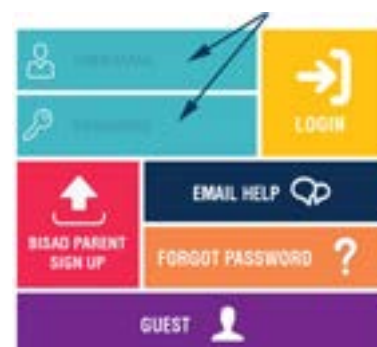 LOGIN
EMAIL HELP
BISAD PARENT
SIGN UP
FORGOT PASSWORD
?
GUEST